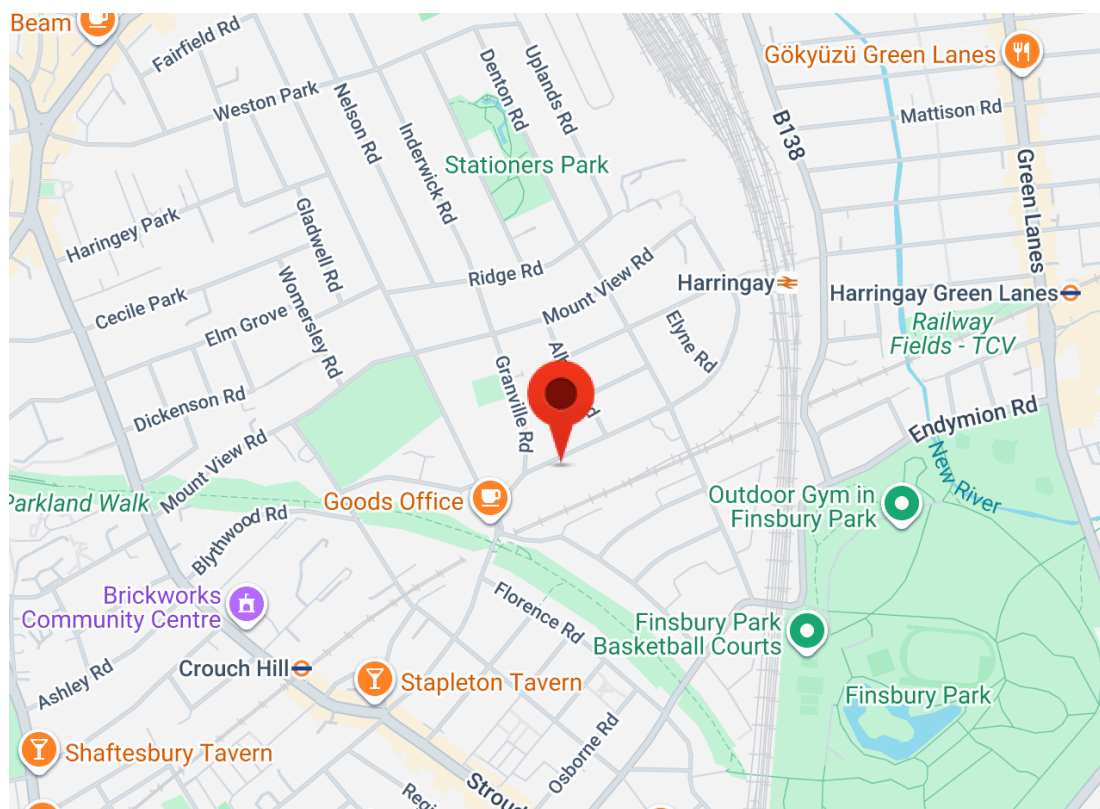 Beam
Fairfield Rd
Weston Park
Nelson Rd
Inderwick Rd
Denton Rd
Uplands Rd
Stationers Park
Gökyüzü Green Lanes
Mattison Rd
B138
Green Lanes
Haringey Park
Gladwell Rd
Cecile Park
Womersley Rd
Elm Grove
Ridge Rd
Mount View Rd
Harringay
Harringay Green Lanes
Railway
Fields - TCV
Elyne Rd
Granville Rd
Dickenson Rd
Mount View Rd
Endymion Rd
New River
Parkland Walk
Goods Office
Outdoor Gym in
Finsbury Park
Blythwood Rd
Brickworks
Community Centre
Florence Rd
Finsbury Park
Basketball Courts
Crouch Hill
Ashley Rd
Stapleton Tavern
Finsbury Park
Osborne Rd
Shaftesbury Tavern